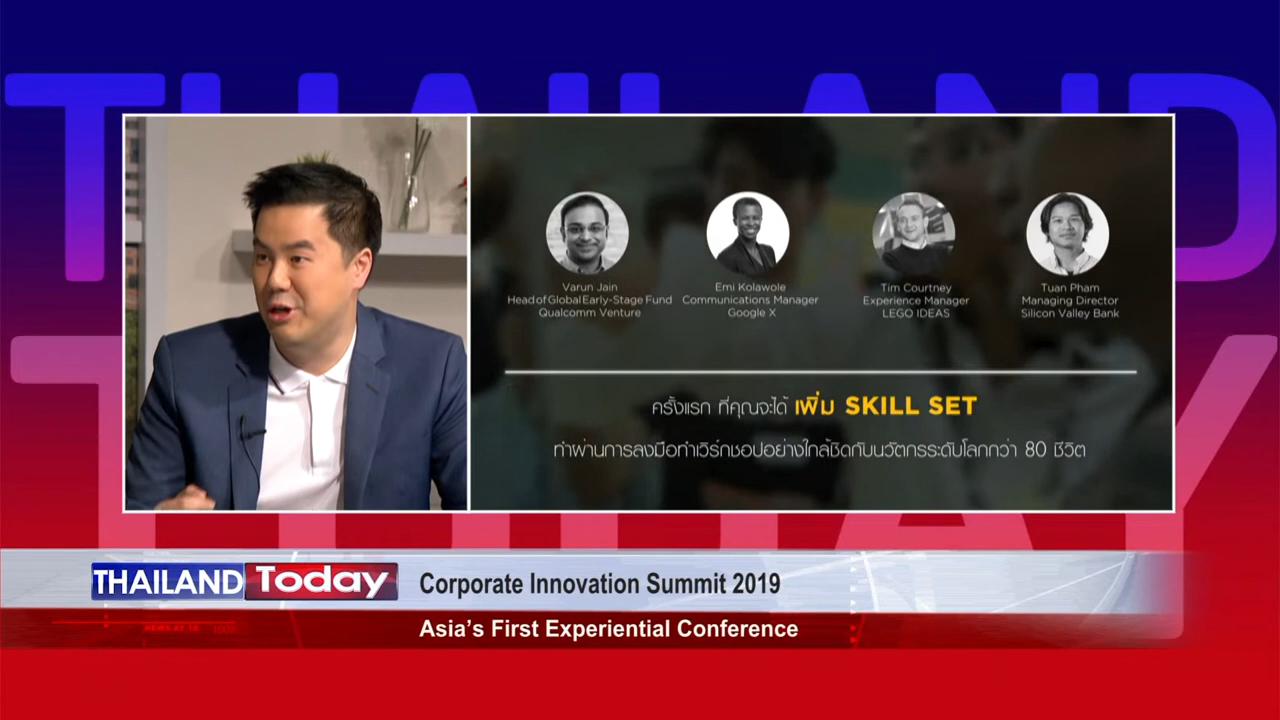 THAILAND
TODAY
Varun Jain
Head of Global Early-Stage Fund
Qualcomm Venture
Emi Kolawole
Communications Manager
Google X
Tim Courtney
Experience Manager
LEGO IDEAS
Tuan Pham
Managing Director
Silicon Valley Bank
ครั้งแรก ที่คุณจะได้ เพิ่ม SKILL SET
ทำผ่านการลงมือทำเวิร์กชอปอย่างใกล้ชิดกับนวัตกรระดับโลกกว่า 80 ชีวิต
THAILAND Today
Corporate Innovation Summit 2019
Asia's First Experiential Conference